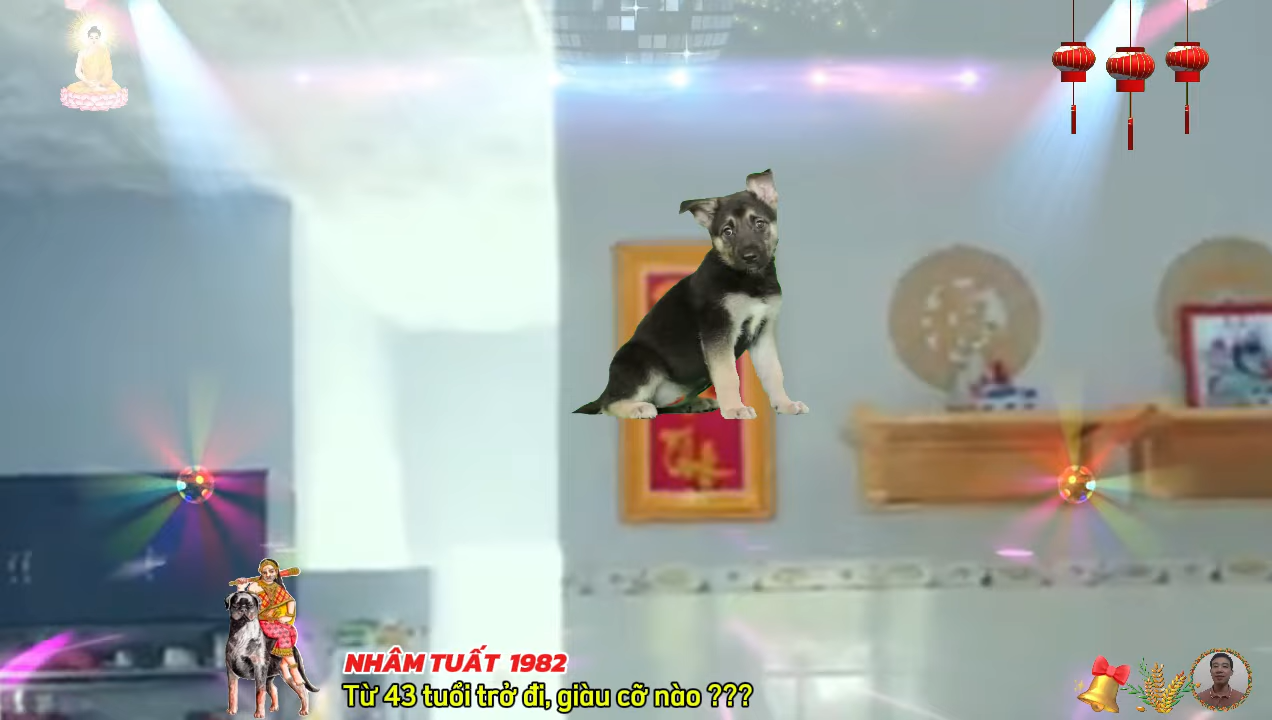 NHÂM TUẤT 1982
Từ 43 tuổi trở đi, giàu cỡ nào ???